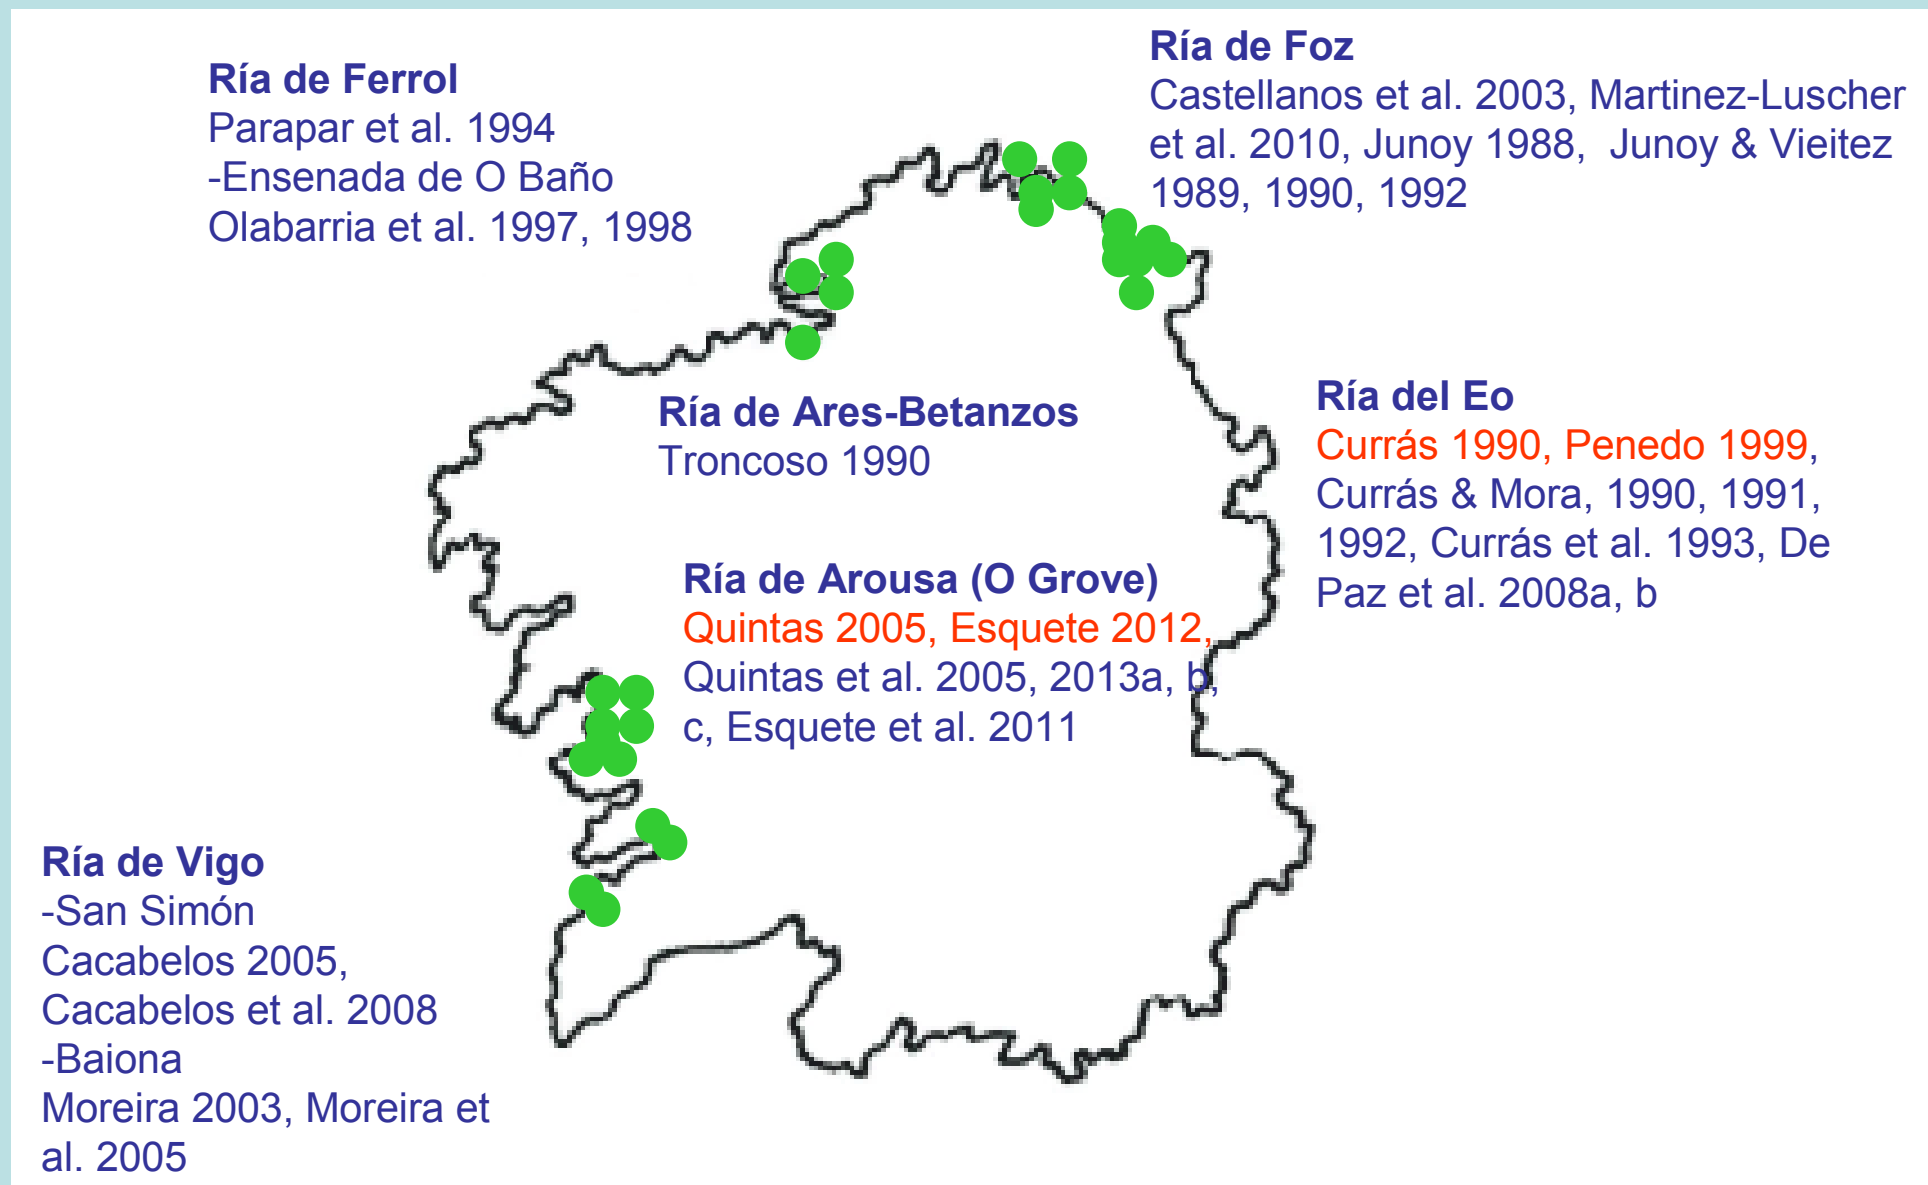 Ría de Ferrol
Parapar et al. 1994
-Ensenada de O Baño
Olabarria et al. 1997, 1998
Ría de Foz
Castellanos et al. 2003, Martinez-Luscher
et al. 2010, Junoy 1988,  Junoy & Vieitez
1989, 1990, 1992
Ría de Ares-Betanzos
Troncoso 1990
Ría del Eo
Currás 1990, Penedo 1999,
Currás & Mora, 1990, 1991,
1992, Currás et al. 1993, De
Paz et al. 2008a, b
Ría de Arousa (O Grove)
Quintas 2005, Esquete 2012,
Quintas et al. 2005, 2013a, b,
c, Esquete et al. 2011
Ría de Vigo
-San Simón
Cacabelos 2005,
Cacabelos et al. 2008
-Baiona
Moreira 2003, Moreira et
al. 2005